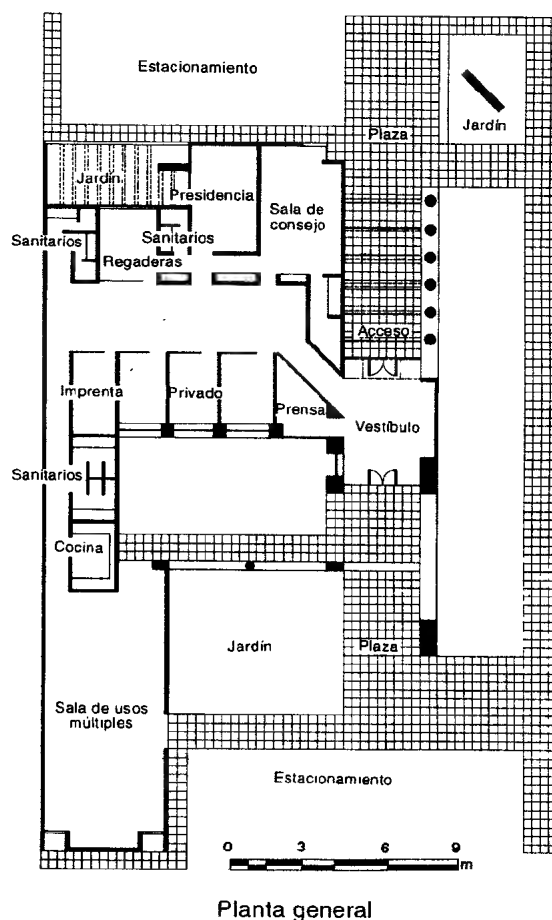 Estacionamiento
Jardín
Plaza
Jardín
Presidencia
Sala de
consejo
Sanitarios
Sanitarios
Regaderas
Acceso
Imprenta
Privado
Prensa
Vestíbulo
Sanitarios
Cocina
Jardín
Plaza
Sala de usos
múltiples
Estacionamiento
0 3 6 9
m
Planta general